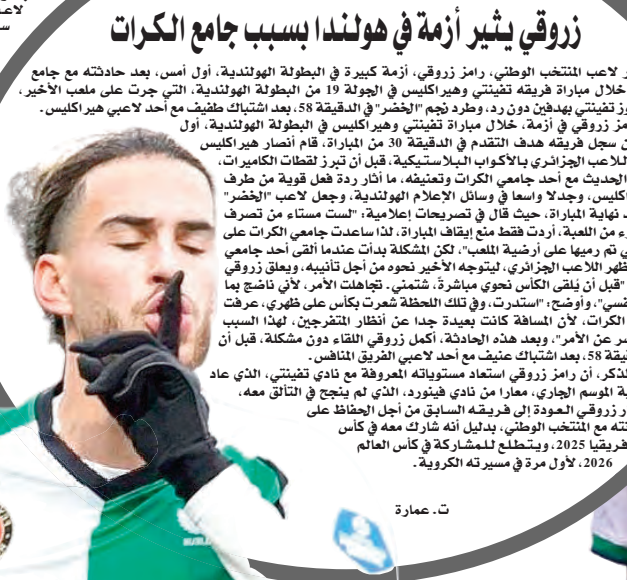 لاعب
زروقي يثير أزمة في هولندا بسبب جامع الكرات
لاعب المنتخب الوطني، رامز زروقي، أزمة كبيرة في البطولة الهولندية، أول أمس، بعد حادثته مع جامع
خلال مباراة فريقه تفينتي وهيراكليس في الجولة 19 من البطولة الهولندية، التي جرت على ملعب الأخير،
تفينتي بهدفين دون رد، وطرد نجم "الخضر" في الدقيقة 58، بعد اشتباك طفيف مع أحد لاعبي هيراكليس.
زروقي في أزمة، خلال مباراة تفينتي وهيراكليس في البطولة الهولندية، أول
سجل فريقه هدف التقدم في الدقيقة 30 من المباراة، قام أنصار هيراكليس
اللاعب الجزائري بالأكواب البلاستيكية، قبل أن تبرز لقطات الكاميرات،
الحديث مع أحد جامعي الكرات وتعنيفه، ما أثار ردة فعل قوية من طرف
وجدلا واسعا في وسائل الإعلام الهولندية، وجعل لاعب "الخضر"
نهاية المباراة، حيث قال في تصريحات إعلامية: "لست مستاء من تصرف
من اللعبة، أردت فقط منع إيقاف المباراة، لذا ساعدت جامعي الكرات على
تم رميها على أرضية الملعب"، لكن المشكلة بدأت عندما ألقى أحد جامعي
ظهر اللاعب الجزائري، ليتوجه الأخير نحوه من أجل تأنيبه، ويعلق زروقي
"قبل أن يُلقى الكأس نحوي مباشرةً، شتمني. تجاهلت الأمر، لأني ناضج بما
وأوضح: "استدرت، وفي تلك اللحظة شعرت بكأس على ظهري، عرفت
الكرات، لأن المسافة كانت بعيدة جدا عن أنظار المتفرجين، لهذا السبب
عن الأمر"، وبعد هذه الحادثة، أكمل زروقي اللقاء دون مشكلة، قبل أن
58، بعد اشتباك عنيف مع أحد لاعبي الفريق المنافس.
أن رامز زروقي استعاد مستوياته المعروفة مع نادي تفينتي، الذي عاد
الموسم الجاري، معارا من نادي فينورد، الذي لم ينجح في التألق معه،
زروقي العودة إلى فريقه السابق من أجل الحفاظ على
مع المنتخب الوطني، بدليل أنه شارك معه في كأس
2025، ويتطلع للمشاركة في كأس العالم
2026، لأول مرة في مسيرته الكروية.
ت. عمارة